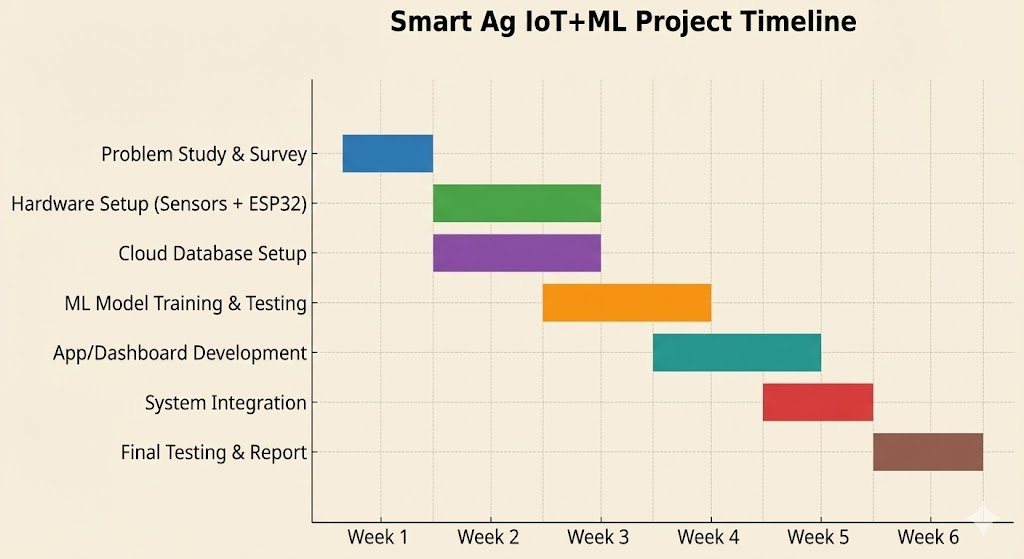 Smart Ag IoT+ML Project Timeline
Problem Study & Survey
Hardware Setup (Sensors + ESP32)
Cloud Database Setup
ML Model Training & Testing
App/Dashboard Development
System Integration
Final Testing & Report
Week 1 Week 2 Week 3 Week 4 Week 5 Week 6